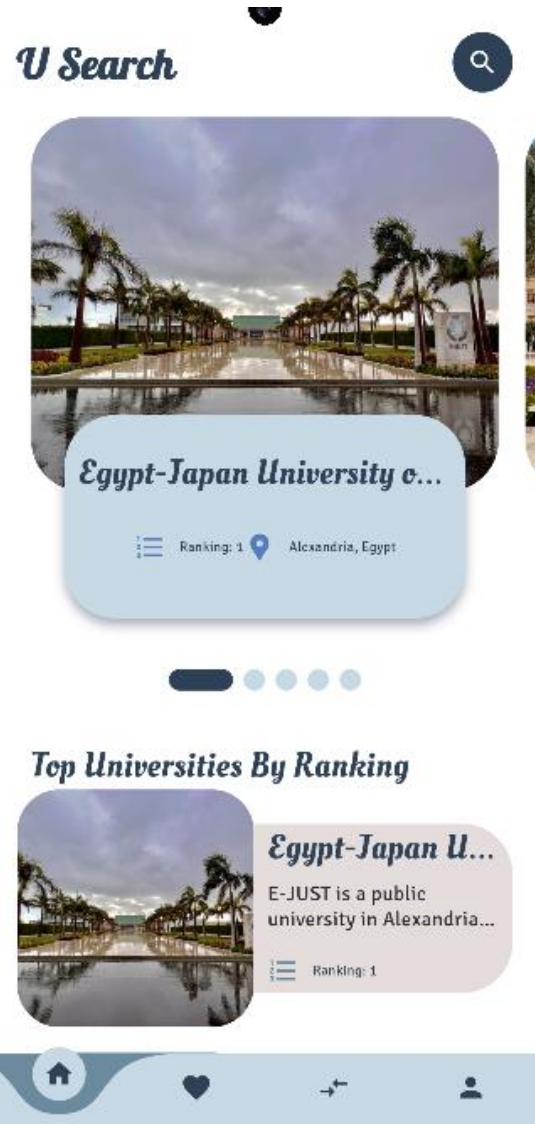 U Search
Egypt-Japan University o...
Ranking: 1
Alexandria, Egypt
Top Universities By Ranking
Egypt-Japan U...
E-JUST is a public
university in Alexandria...
Ranking: 1